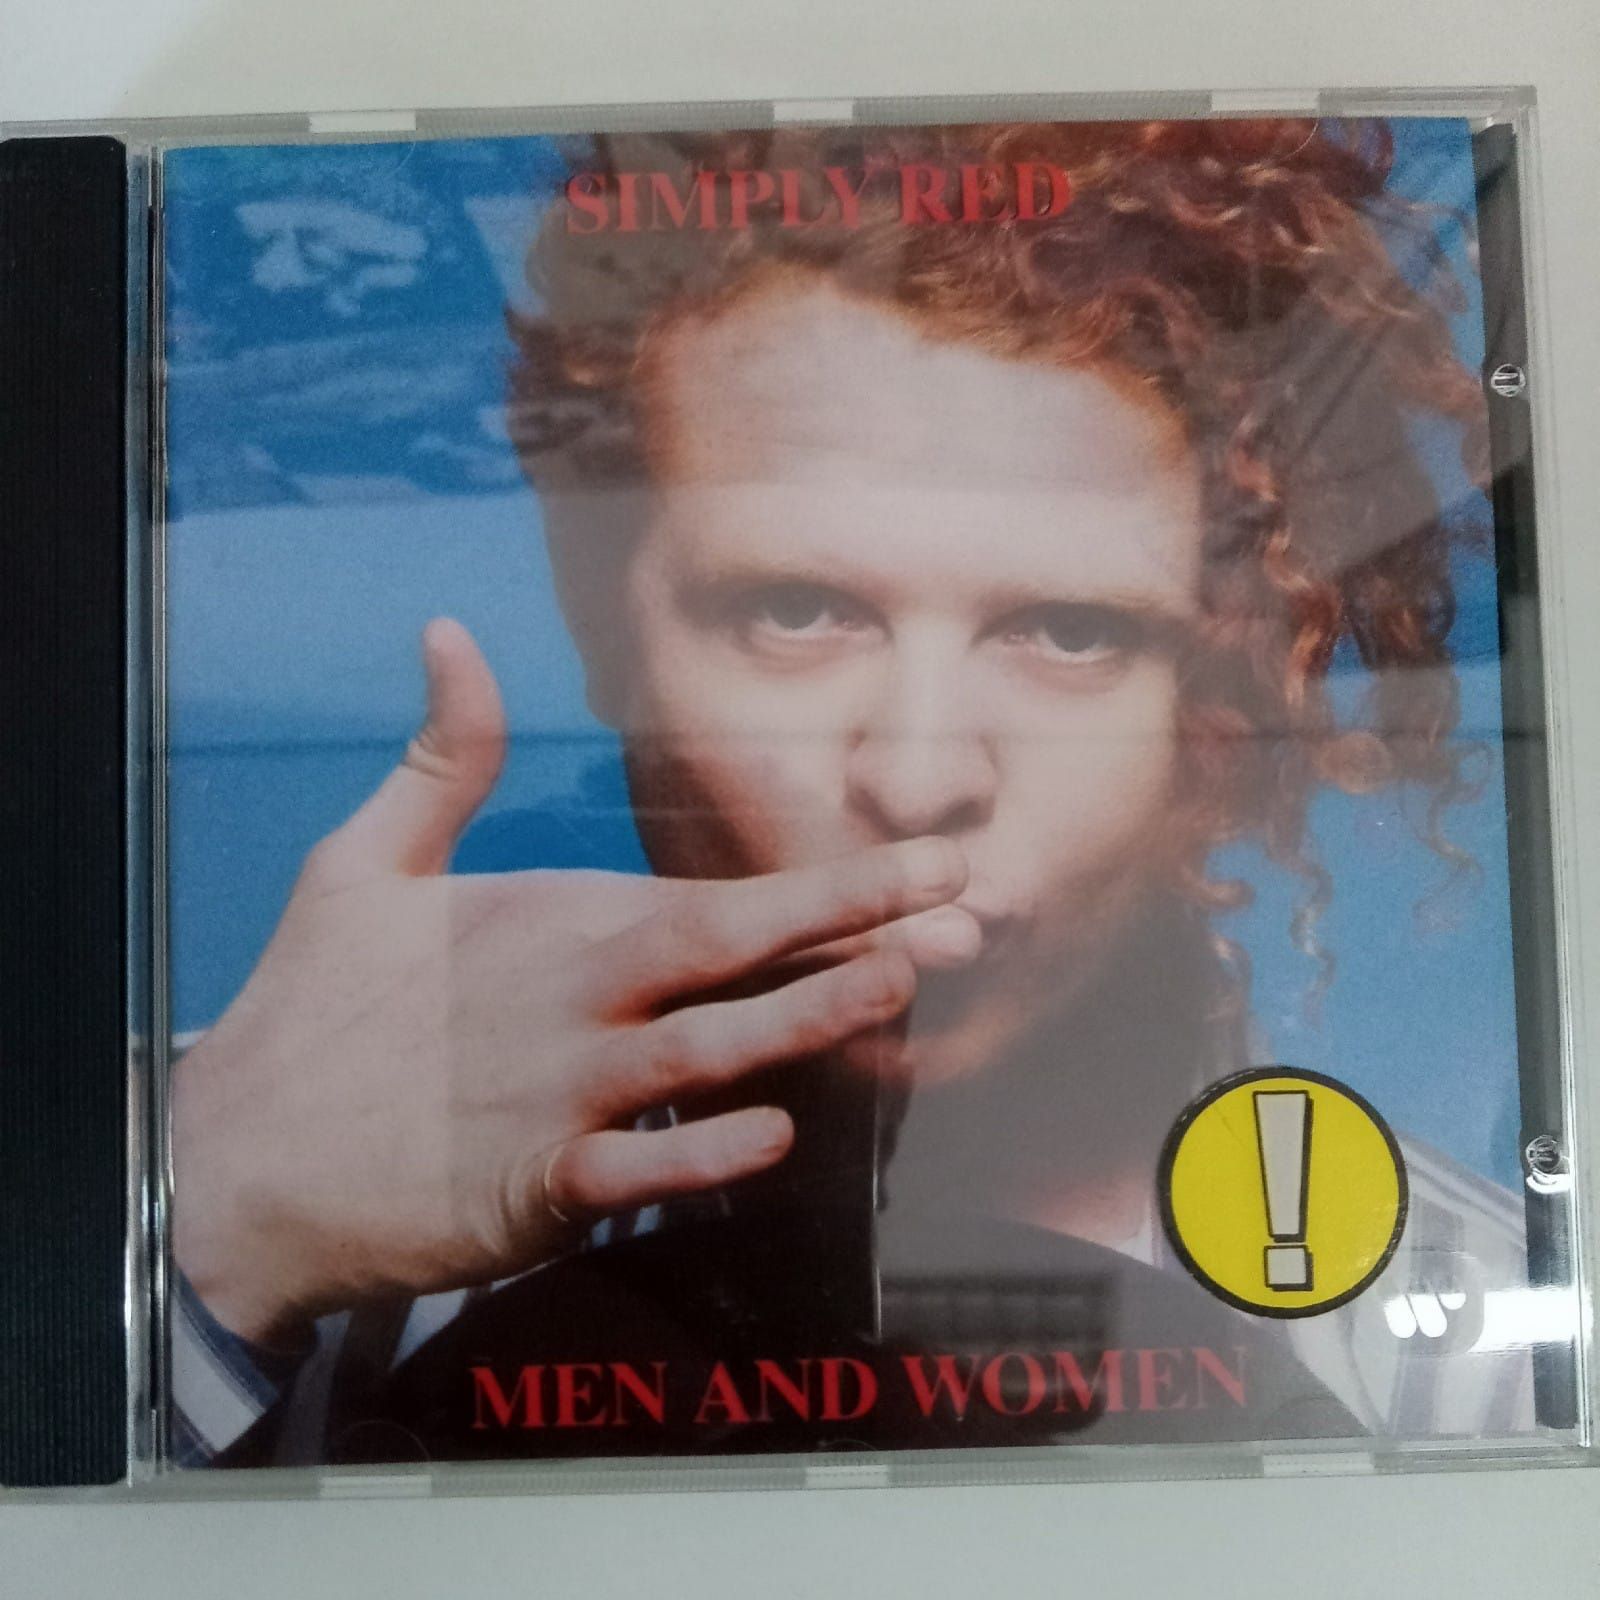 SIMPLY RED
!
MEN AND WOMEN